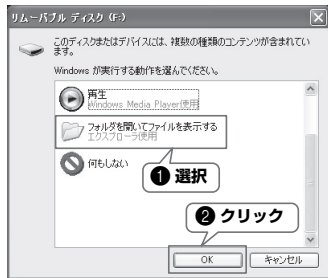 リムーバブル ディスク (F:)
このディスクまたはデバイスには、複数の種類のコンテンツが含まれてい
ます。
Windows が実行する動作を選んでください。
再生
Windows Media Player使用
フォルダを開いてファイルを表示する
エクスプローラ使用
何もしない
❶ 選択
❷ クリック
OK
キャンセル